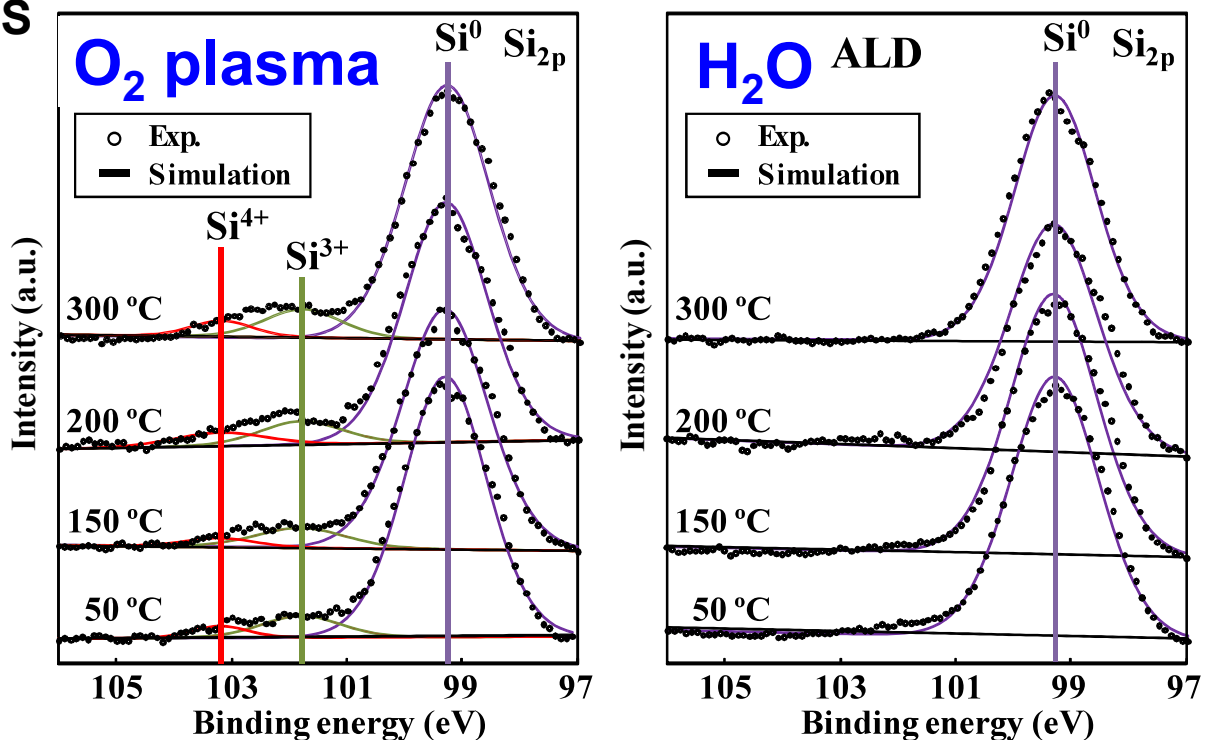 S
O₂ plasma
Si⁰ Si₂ₚ
Exp.
Simulation
Si⁴⁺
Si³⁺
300 ºC
200 ºC
150 ºC
50 ºC
Intensity (a.u.)
105 103 101 99 97
Binding energy (eV)
H₂O ALD
Si⁰ Si₂ₚ
Exp.
Simulation
300 ºC
200 ºC
150 ºC
50 ºC
Intensity (a.u.)
105 103 101 99 97
Binding energy (eV)